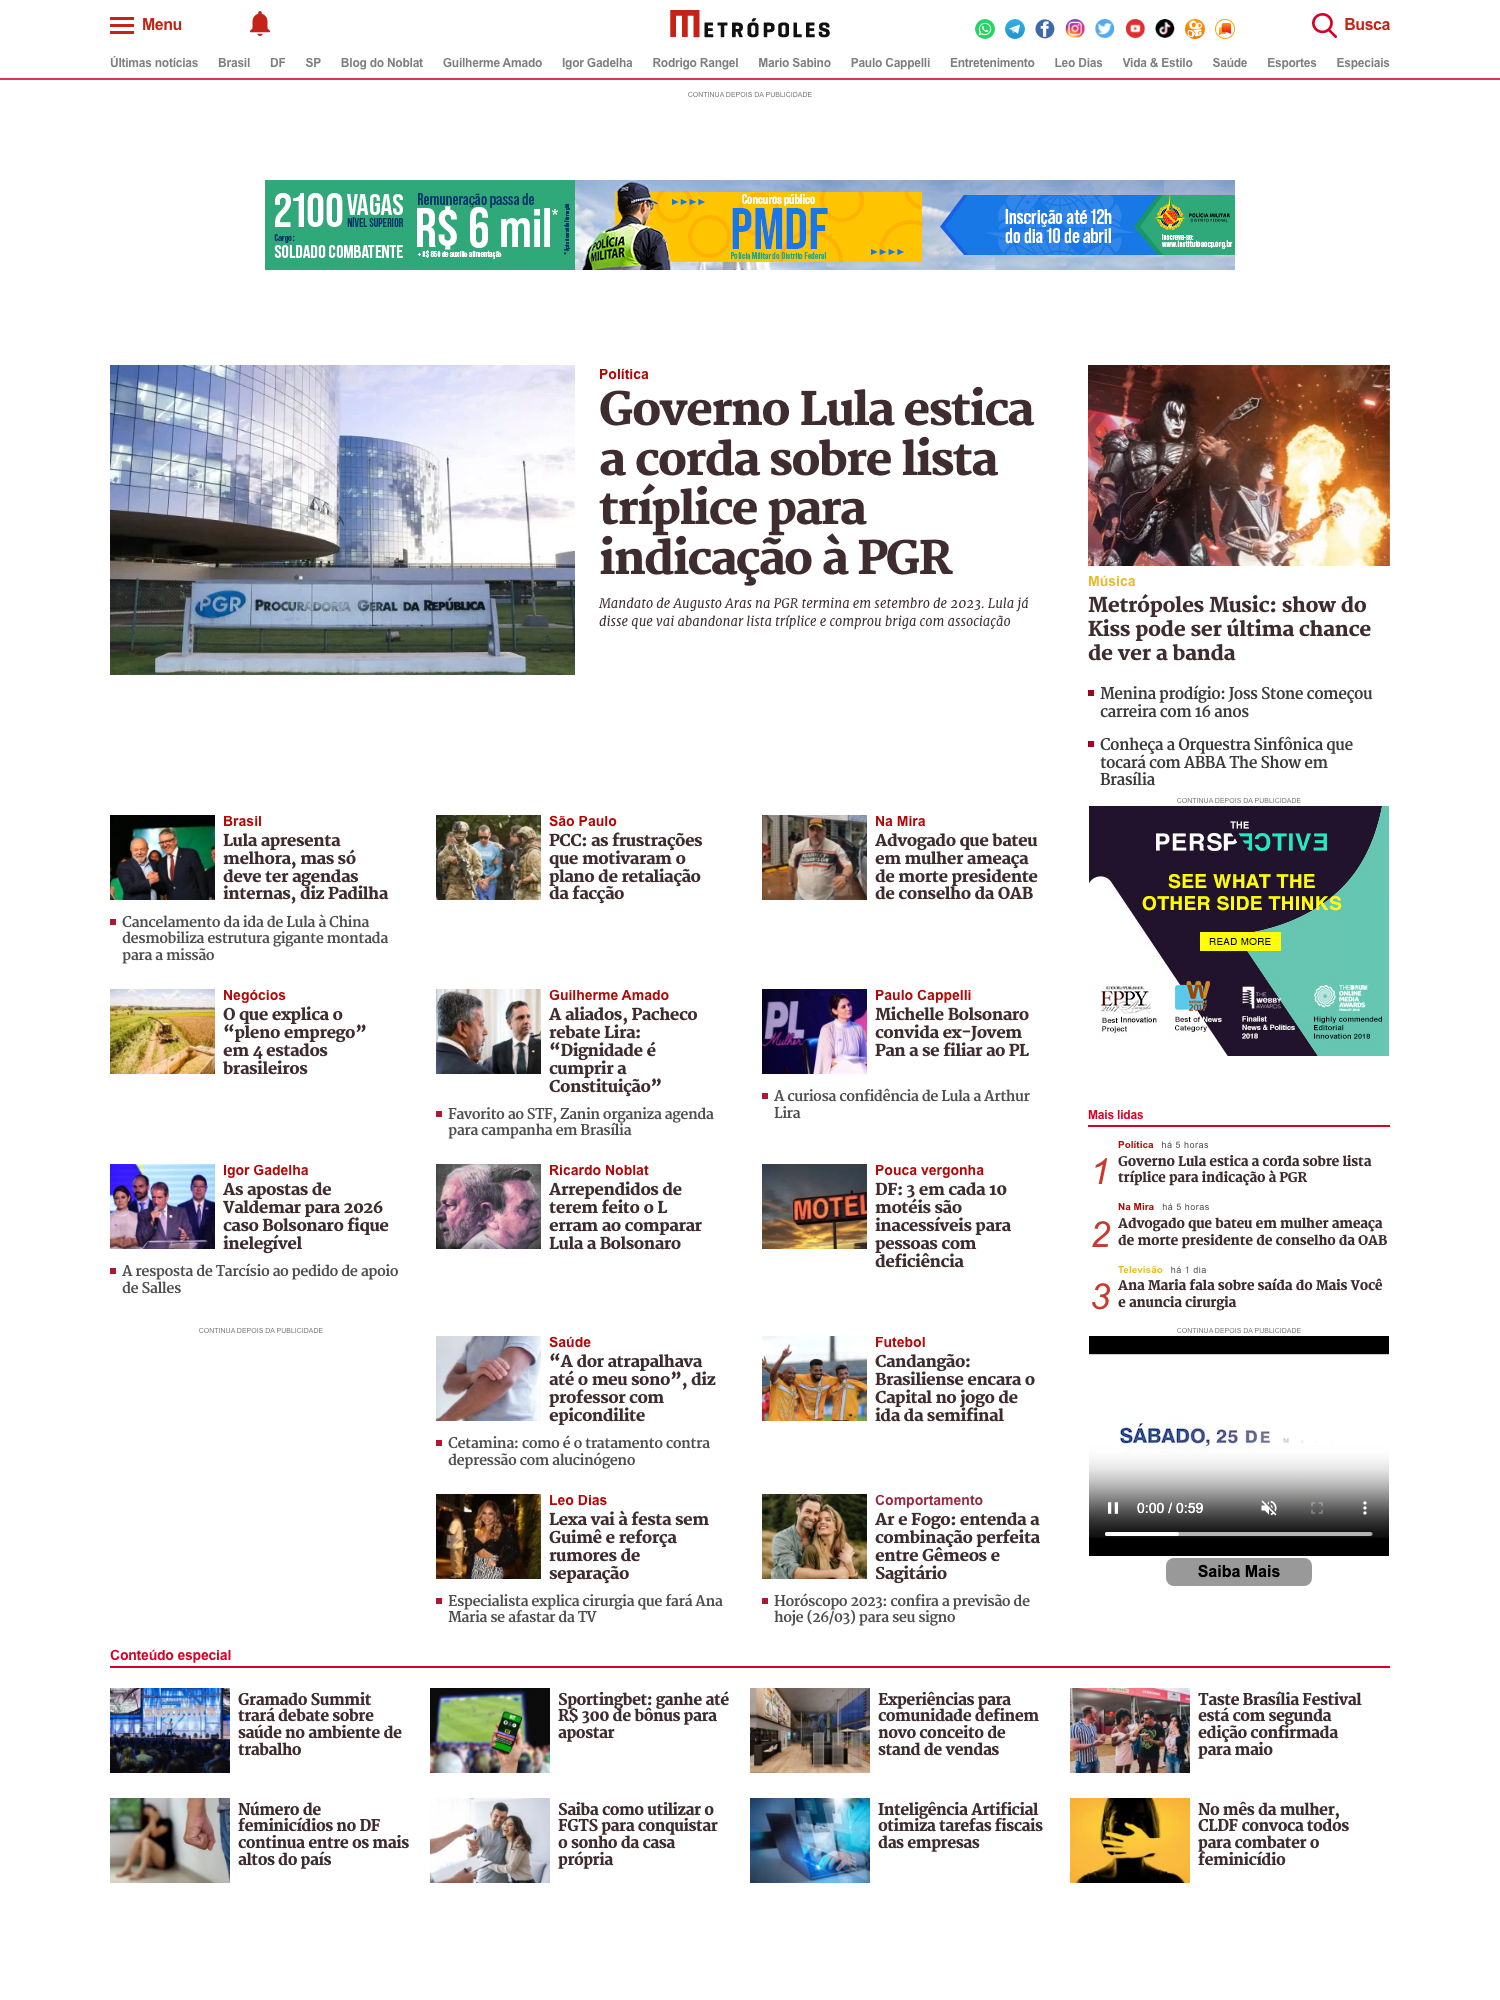 Menu
METRÓPOLES
Busca
Últimas notícias Brasil DF SP Blog do Noblat Guilherme Amado Igor Gadelha Rodrigo Rangel Mario Sabino Paulo Cappelli Entretenimento Leo Dias Vida & Estilo Saúde Esportes Especiais
CONTINUA DEPOIS DA PUBLICIDADE
2100 VAGAS
NÍVEL SUPERIOR
Cargo:
SOLDADO COMBATENTE
Remuneração passa de
R$ 6 mil*
+ R$ 850 de auxílio alimentação
POLÍCIA
MILITAR
Concurso público
PMDF
Polícia Militar do Distrito Federal
Inscrição até 12h
do dia 10 de abril
POLÍCIA MILITAR
DISTRITO FEDERAL
Inscreva-se:
www.institutoaocp.org.br
PGR PROCURADORIA GERAL DA REPÚBLICA
Política
Governo Lula estica
a corda sobre lista
tríplice para
indicação à PGR
Mandato de Augusto Aras na PGR termina em setembro de 2023. Lula já
disse que vai abandonar lista tríplice e comprou briga com associação
Música
Metrópoles Music: show do
Kiss pode ser última chance
de ver a banda
Menina prodígio: Joss Stone começou
carreira com 16 anos
Conheça a Orquestra Sinfônica que
tocará com ABBA The Show em
Brasília
Brasil
Lula apresenta
melhora, mas só
deve ter agendas
internas, diz Padilha
Cancelamento da ida de Lula à China
desmobiliza estrutura gigante montada
para a missão
São Paulo
PCC: as frustrações
que motivaram o
plano de retaliação
da facção
Na Mira
Advogado que bateu
em mulher ameaça
de morte presidente
de conselho da OAB
CONTINUA DEPOIS DA PUBLICIDADE
THE
PERSPECTIVE
SEE WHAT THE
OTHER SIDE THINKS
READ MORE
EPPY
2017
Best Innovation
Project
W
2017
Best of News
Category
THE
WEBBY
AWARDS
Finalist
News & Politics
2018
THE DRUM
ONLINE
MEDIA
AWARDS
Highly commended
Editorial
Innovation 2018
Negócios
O que explica o
“pleno emprego”
em 4 estados
brasileiros
Guilherme Amado
A aliados, Pacheco
rebate Lira:
“Dignidade é
cumprir a
Constituição”
Favorito ao STF, Zanin organiza agenda
para campanha em Brasília
PL
Paulo Cappelli
Michelle Bolsonaro
convida ex-Jovem
Pan a se filiar ao PL
A curiosa confidência de Lula a Arthur
Lira
Mais lidas
Política há 5 horas
1
Governo Lula estica a corda sobre lista
tríplice para indicação à PGR
Na Mira há 5 horas
2
Advogado que bateu em mulher ameaça
de morte presidente de conselho da OAB
Televisão há 1 dia
3
Ana Maria fala sobre saída do Mais Você
e anuncia cirurgia
Igor Gadelha
As apostas de
Valdemar para 2026
caso Bolsonaro fique
inelegível
A resposta de Tarcísio ao pedido de apoio
de Salles
Ricardo Noblat
Arrependidos de
terem feito o L
erram ao comparar
Lula a Bolsonaro
MOTEL
Pouca vergonha
DF: 3 em cada 10
motéis são
inacessíveis para
pessoas com
deficiência
CONTINUA DEPOIS DA PUBLICIDADE
Saúde
“A dor atrapalhava
até o meu sono”, diz
professor com
epicondilite
Cetamina: como é o tratamento contra
depressão com alucinógeno
Futebol
Candangão:
Brasiliense encara o
Capital no jogo de
ida da semifinal
CONTINUA DEPOIS DA PUBLICIDADE
SÁBADO, 25 DE
0:00 / 0:59
Saiba Mais
Leo Dias
Lexa vai à festa sem
Guimê e reforça
rumores de
separação
Especialista explica cirurgia que fará Ana
Maria se afastar da TV
Comportamento
Ar e Fogo: entenda a
combinação perfeita
entre Gêmeos e
Sagitário
Horóscopo 2023: confira a previsão de
hoje (26/03) para seu signo
Conteúdo especial
Gramado Summit
trará debate sobre
saúde no ambiente de
trabalho
Sportingbet: ganhe até
R$ 300 de bônus para
apostar
Experiências para
comunidade definem
novo conceito de
stand de vendas
Taste Brasília Festival
está com segunda
edição confirmada
para maio
Número de
feminicídios no DF
continua entre os mais
altos do país
Saiba como utilizar o
FGTS para conquistar
o sonho da casa
própria
Inteligência Artificial
otimiza tarefas fiscais
das empresas
No mês da mulher,
CLDF convoca todos
para combater o
feminicídio